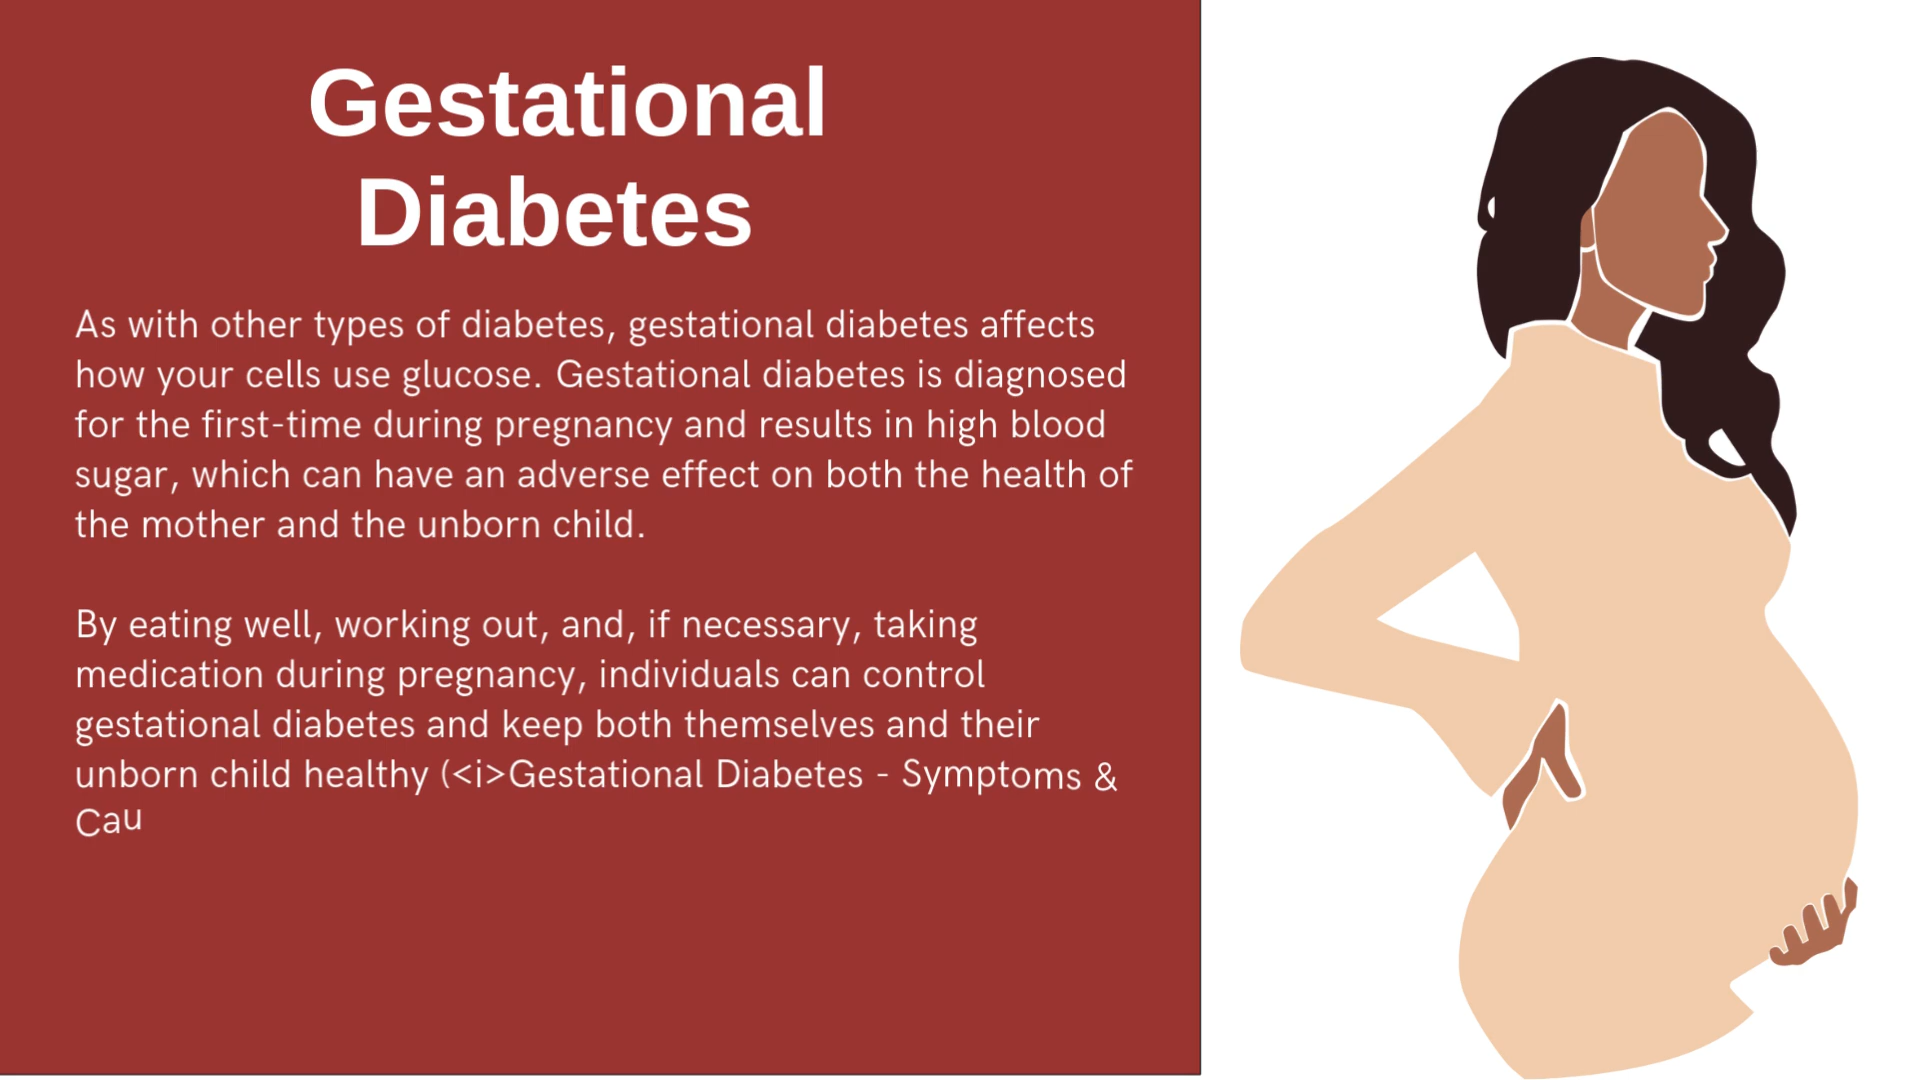 Gestational
Diabetes
As with other types of diabetes, gestational diabetes affects
how your cells use glucose. Gestational diabetes is diagnosed
for the first-time during pregnancy and results in high blood
sugar, which can have an adverse effect on both the health of
the mother and the unborn child.
By eating well, working out, and, if necessary, taking
medication during pregnancy, individuals can control
gestational diabetes and keep both themselves and their
unborn child healthy (<i>Gestational Diabetes - Symptoms &
Cau